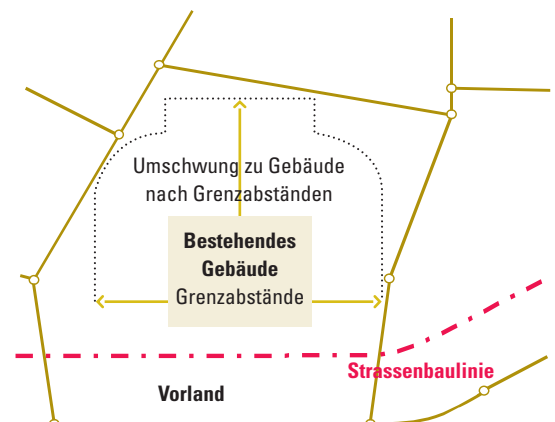 Umschwung zu Gebäude
nach Grenzabständen
Bestehendes
Gebäude
Grenzabstände
Strassenbaulinie
Vorland